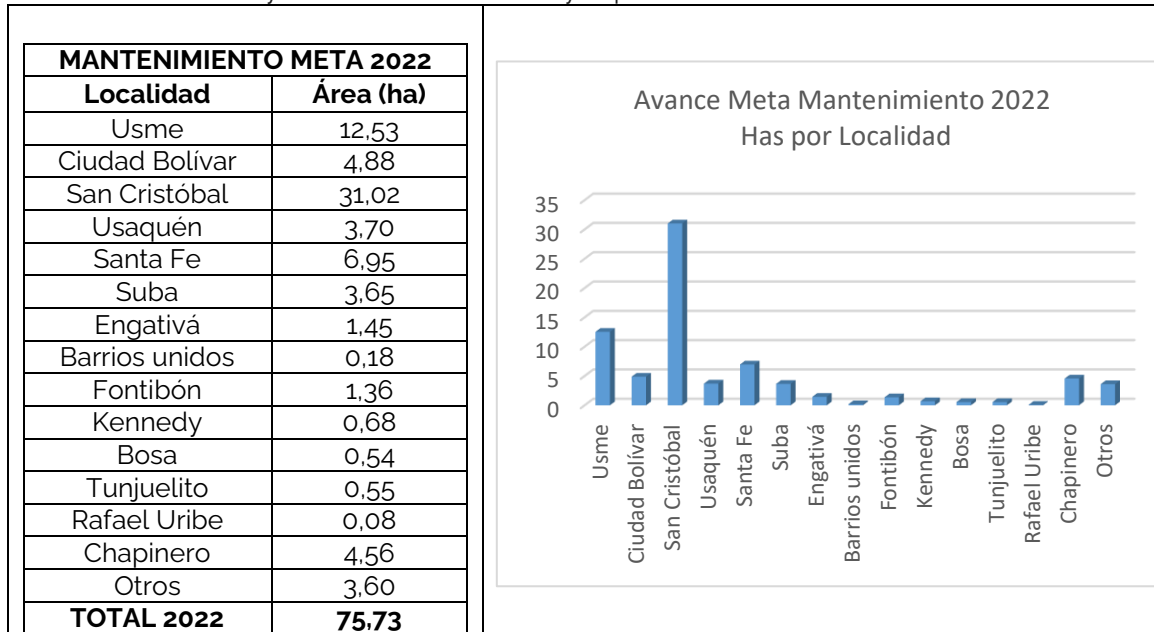 MANTENIMIENTO META 2022
Localidad Área (ha)
Usme 12,53
Ciudad Bolívar 4,88
San Cristóbal 31,02
Usaquén 3,70
Santa Fe 6,95
Suba 3,65
Engativá 1,45
Barrios unidos 0,18
Fontibón 1,36
Kennedy 0,68
Bosa 0,54
Tunjuelito 0,55
Rafael Uribe 0,08
Chapinero 4,56
Otros 3,60
TOTAL 2022 75,73
Avance Meta Mantenimiento 2022
Has por Localidad
35
30
25
20
15
10
5
0
Usme
Ciudad Bolívar
San Cristóbal
Usaquén
Santa Fe
Suba
Engativá
Barrios unidos
Fontibón
Kennedy
Bosa
Tunjuelito
Rafael Uribe
Chapinero
Otros